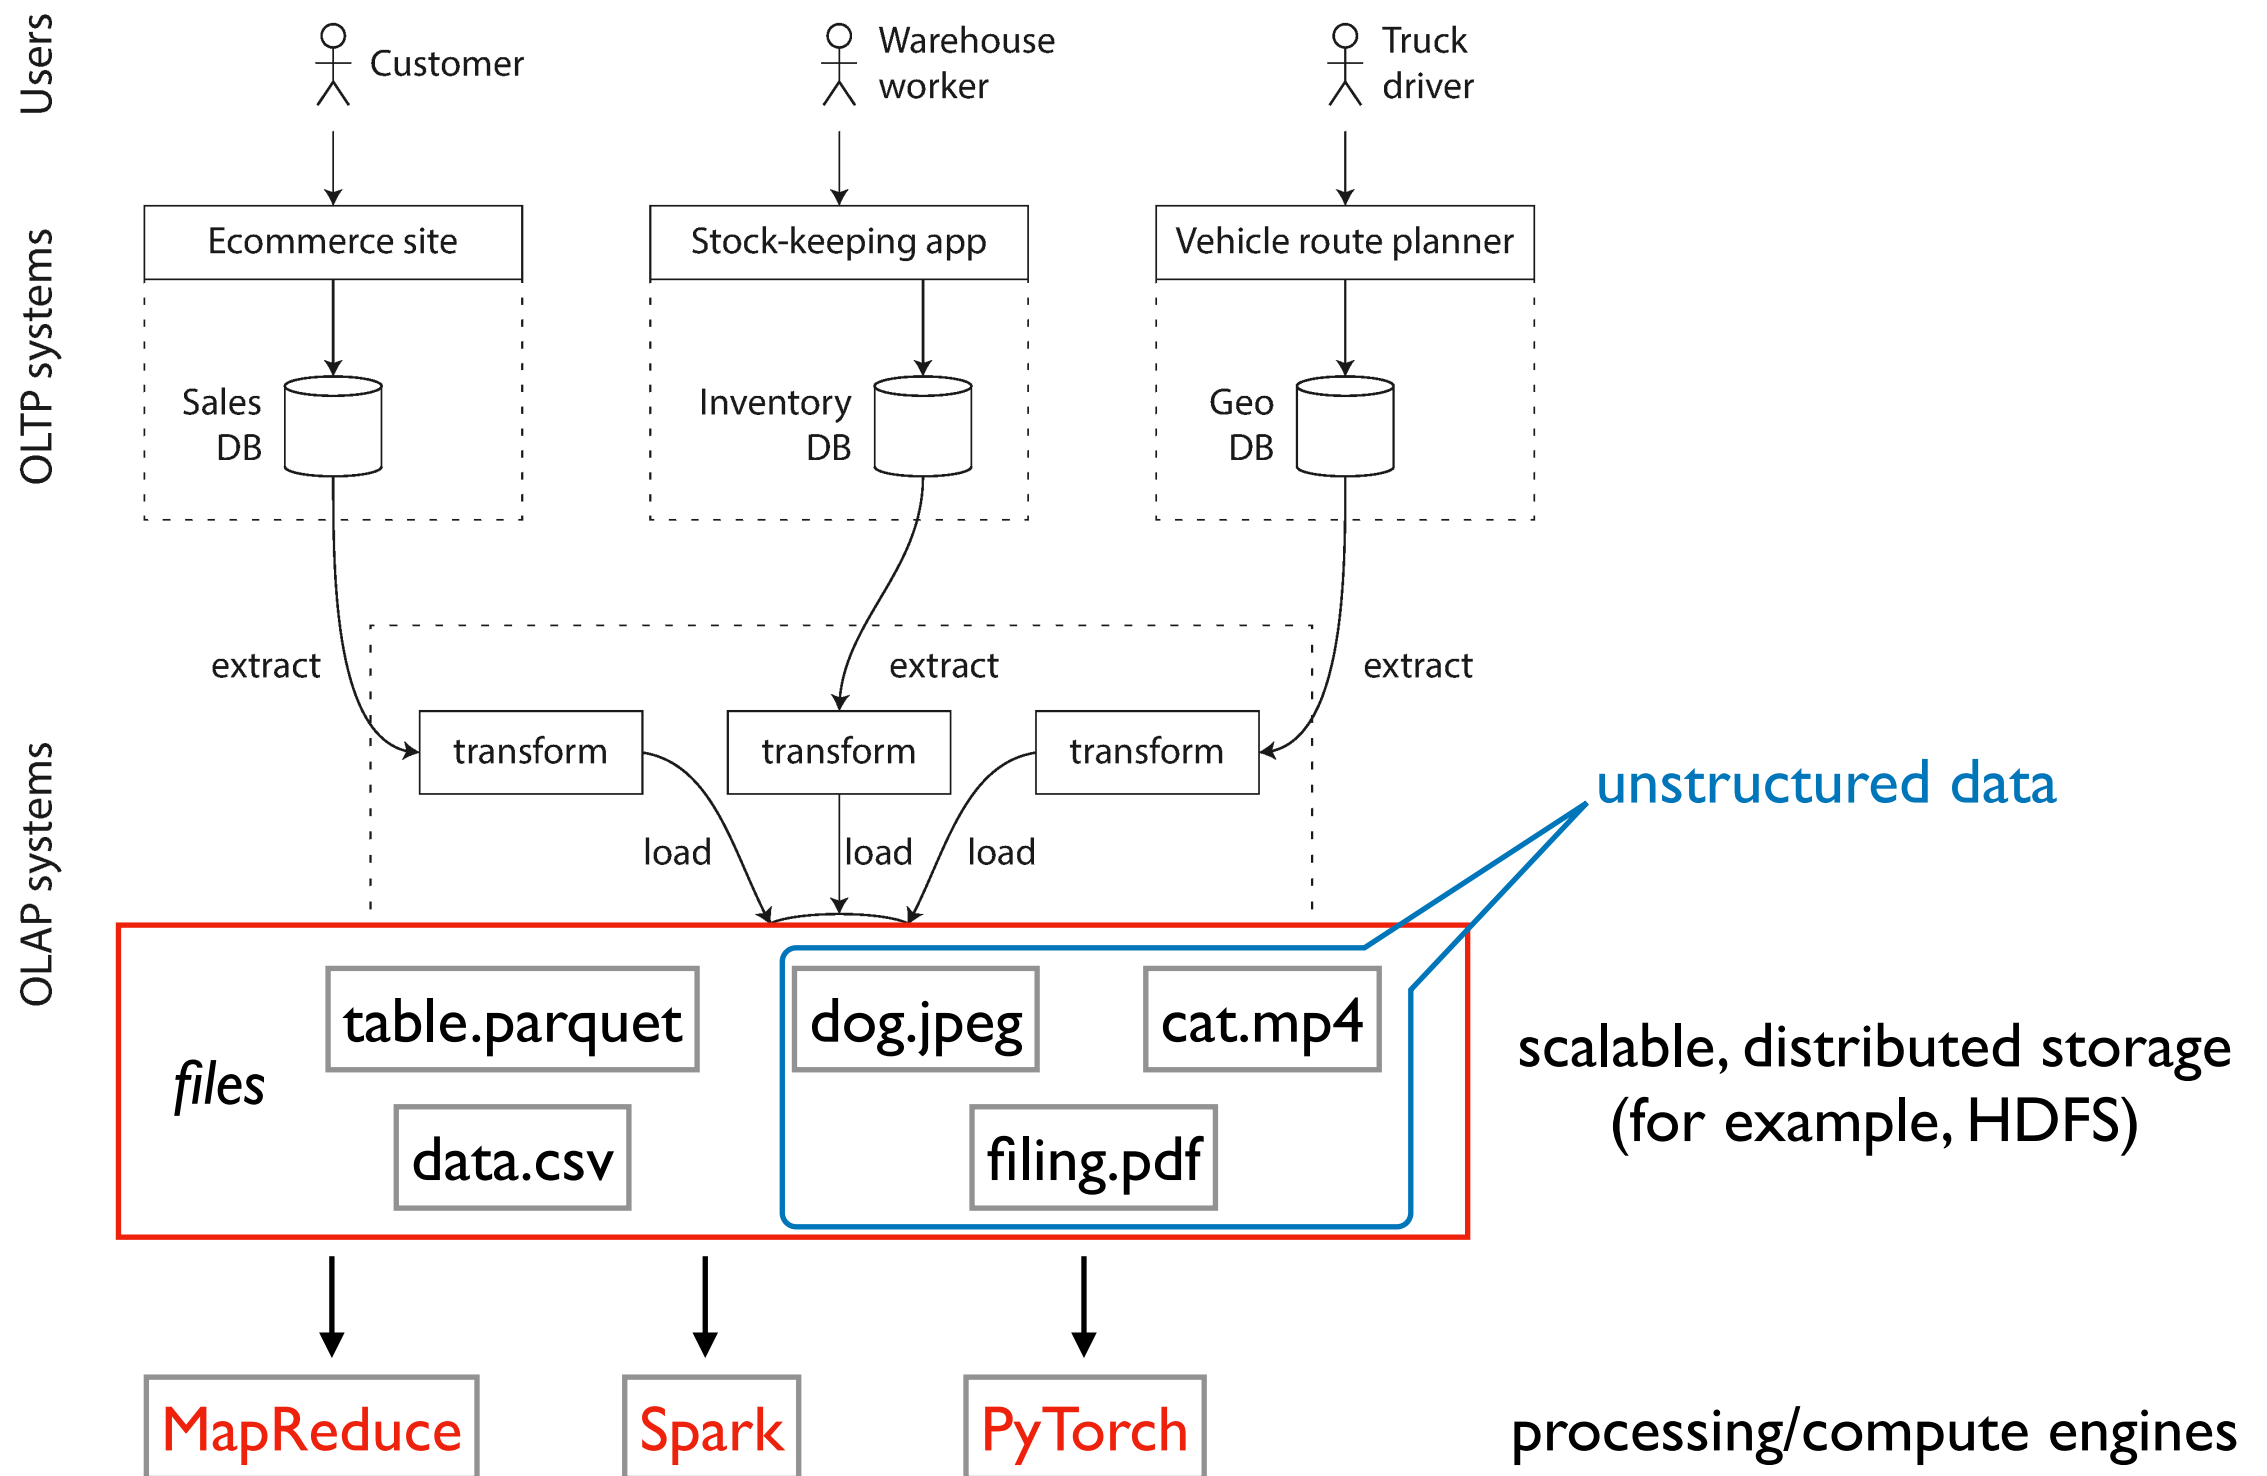 Users
Customer
Warehouse
worker
Truck
driver
OLTP systems
Ecommerce site
Stock-keeping app
Vehicle route planner
Sales
DB
Inventory
DB
Geo
DB
OLAP systems
extract
extract
extract
transform
transform
transform
unstructured data
load
load
load
files
table.parquet
dog.jpeg
cat.mp4
data.csv
filing.pdf
scalable, distributed storage
(for example, HDFS)
MapReduce
Spark
PyTorch
processing/compute engines